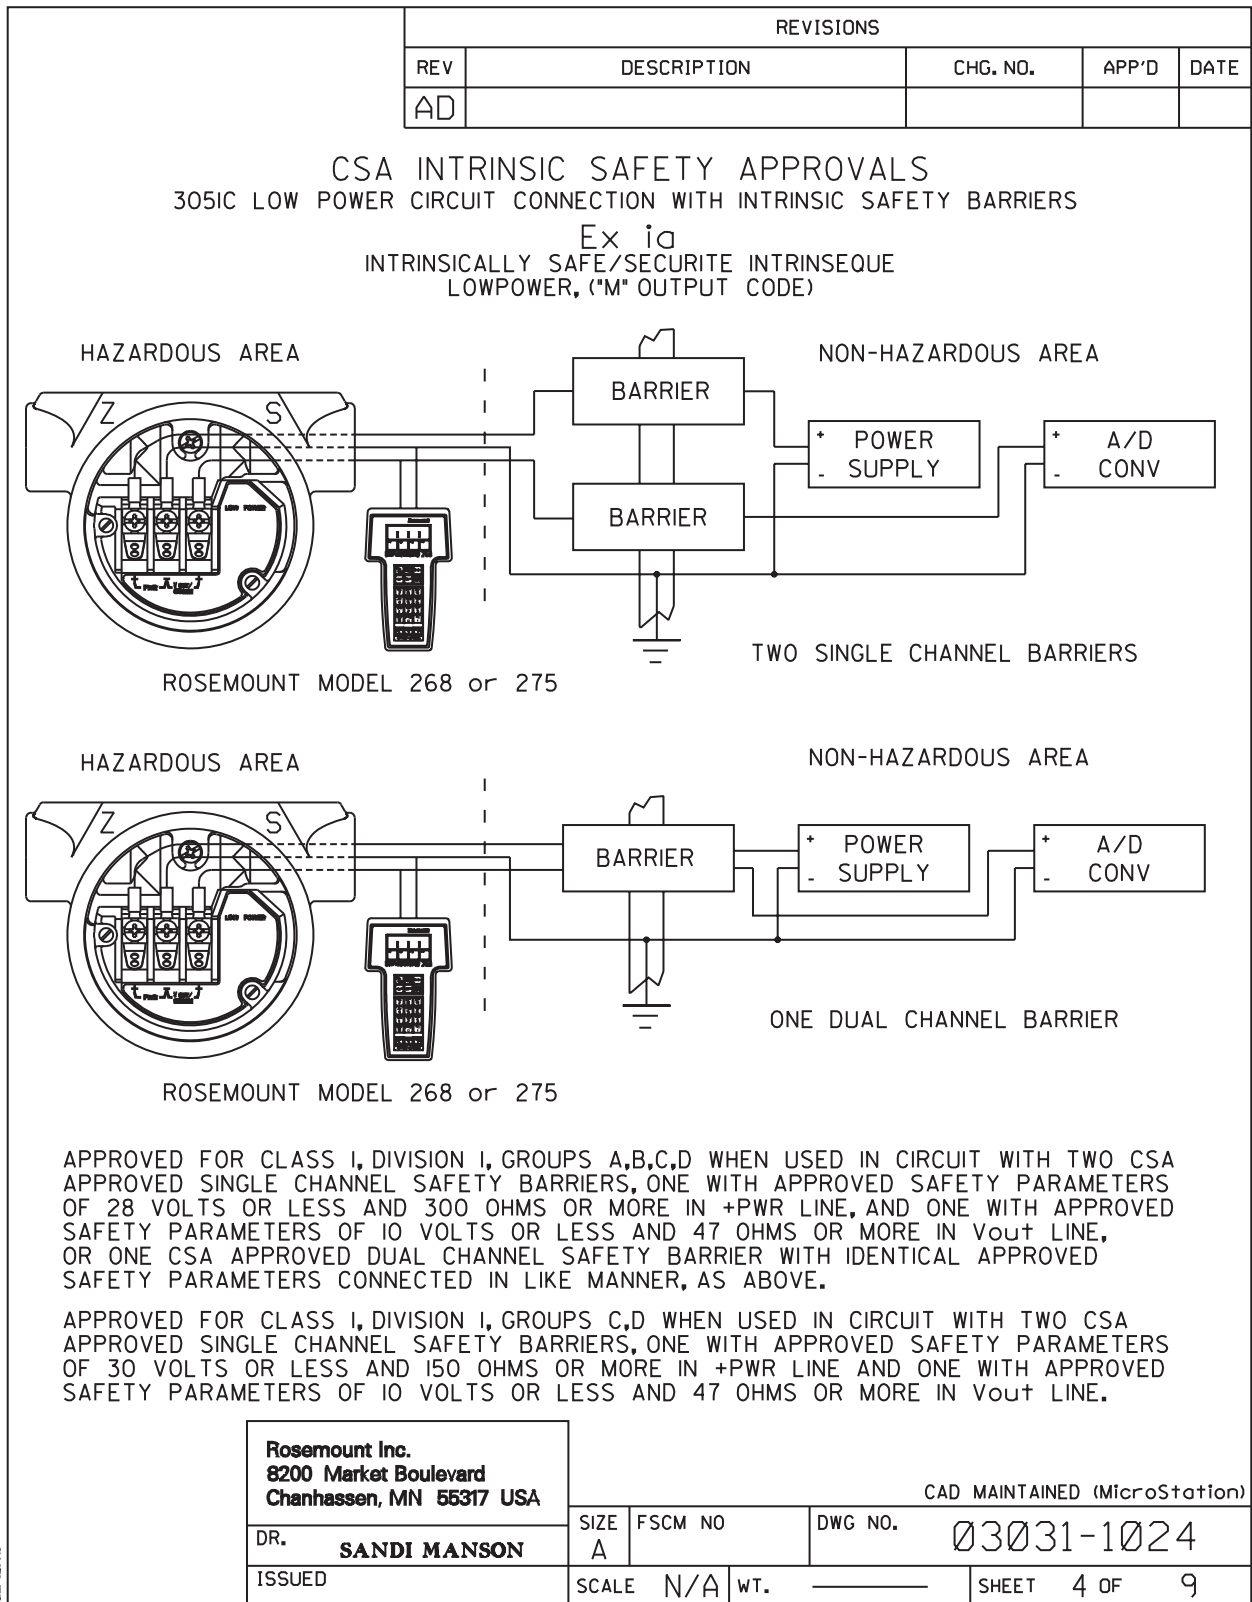 REVISIONS
REV DESCRIPTION CHG. NO. APP'D DATE
AD
CSA INTRINSIC SAFETY APPROVALS
3051C LOW POWER CIRCUIT CONNECTION WITH INTRINSIC SAFETY BARRIERS
Ex ia
INTRINSICALLY SAFE/SECURITE INTRINSEQUE
LOWPOWER, ("M" OUTPUT CODE)
HAZARDOUS AREA
NON-HAZARDOUS AREA
BARRIER
Z S
+ POWER
- SUPPLY
+ A/D
- CONV
LOW POWER
BARRIER
PWR
TWO SINGLE CHANNEL BARRIERS
ROSEMOUNT MODEL 268 or 275
HAZARDOUS AREA
NON-HAZARDOUS AREA
Z S
BARRIER
+ POWER
- SUPPLY
+ A/D
- CONV
LOW POWER
PWR
ONE DUAL CHANNEL BARRIER
ROSEMOUNT MODEL 268 or 275
APPROVED FOR CLASS I, DIVISION I, GROUPS A,B,C,D WHEN USED IN CIRCUIT WITH TWO CSA
APPROVED SINGLE CHANNEL SAFETY BARRIERS, ONE WITH APPROVED SAFETY PARAMETERS
OF 28 VOLTS OR LESS AND 300 OHMS OR MORE IN +PWR LINE, AND ONE WITH APPROVED
SAFETY PARAMETERS OF 10 VOLTS OR LESS AND 47 OHMS OR MORE IN Vout LINE,
OR ONE CSA APPROVED DUAL CHANNEL SAFETY BARRIER WITH IDENTICAL APPROVED
SAFETY PARAMETERS CONNECTED IN LIKE MANNER, AS ABOVE.
APPROVED FOR CLASS I, DIVISION I, GROUPS C,D WHEN USED IN CIRCUIT WITH TWO CSA
APPROVED SINGLE CHANNEL SAFETY BARRIERS, ONE WITH APPROVED SAFETY PARAMETERS
OF 30 VOLTS OR LESS AND 150 OHMS OR MORE IN +PWR LINE AND ONE WITH APPROVED
SAFETY PARAMETERS OF 10 VOLTS OR LESS AND 47 OHMS OR MORE IN Vout LINE.
Rosemount Inc.
8200 Market Boulevard
Chanhassen, MN 55317 USA
CAD MAINTAINED (MicroStation)
DR. SANDI MANSON
SIZE A
FSCM NO
DWG NO. 03031-1024
ISSUED
SCALE N/A WT. SHEET 4 OF 9